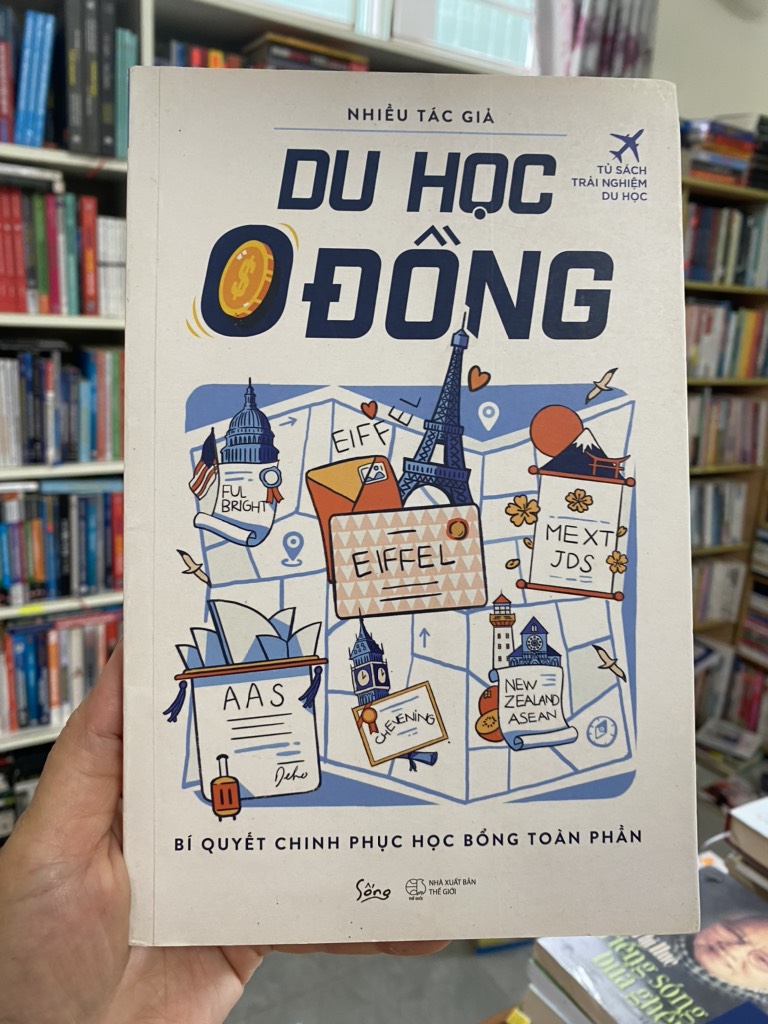 NHIỀU TÁC GIẢ
TỦ SÁCH
TRẢI NGHIỆM
DU HỌC
DU HỌC
0 ĐỒNG
$
EIFFEL
FUL
BRIGHT
EIFFEL
MEXT
JDS
AAS
CHEVENING
NEW
ZEALAND
ASEAN
BÍ QUYẾT CHINH PHỤC HỌC BỔNG TOÀN PHẦN
Sống
NHÀ XUẤT BẢN
THẾ GIỚI
THẾ GIỚI